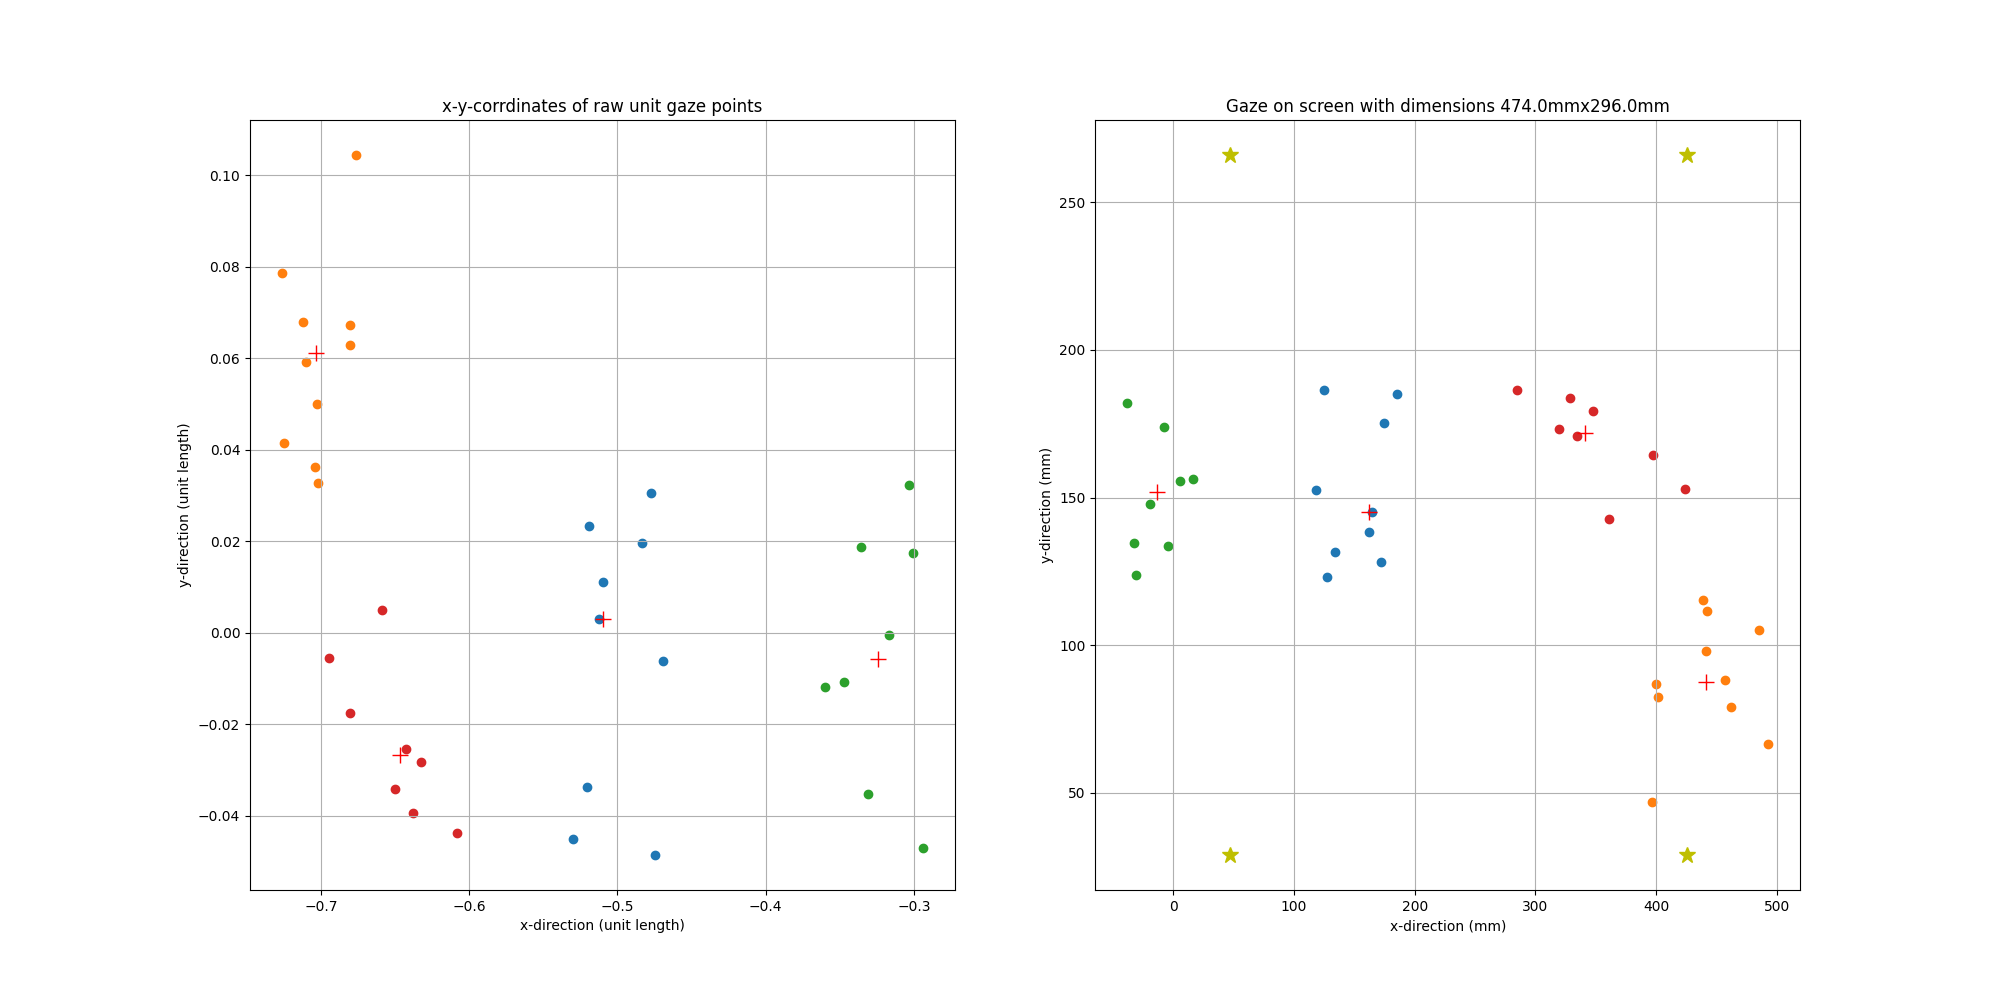 x-y-corrdinates of raw unit gaze points
0.10
0.08
0.06
0.04
0.02
0.00
−0.02
−0.04
y-direction (unit length)
−0.7 −0.6 −0.5 −0.4 −0.3
x-direction (unit length)
Gaze on screen with dimensions 474.0mmx296.0mm
250
200
150
100
50
y-direction (mm)
0 100 200 300 400 500
x-direction (mm)